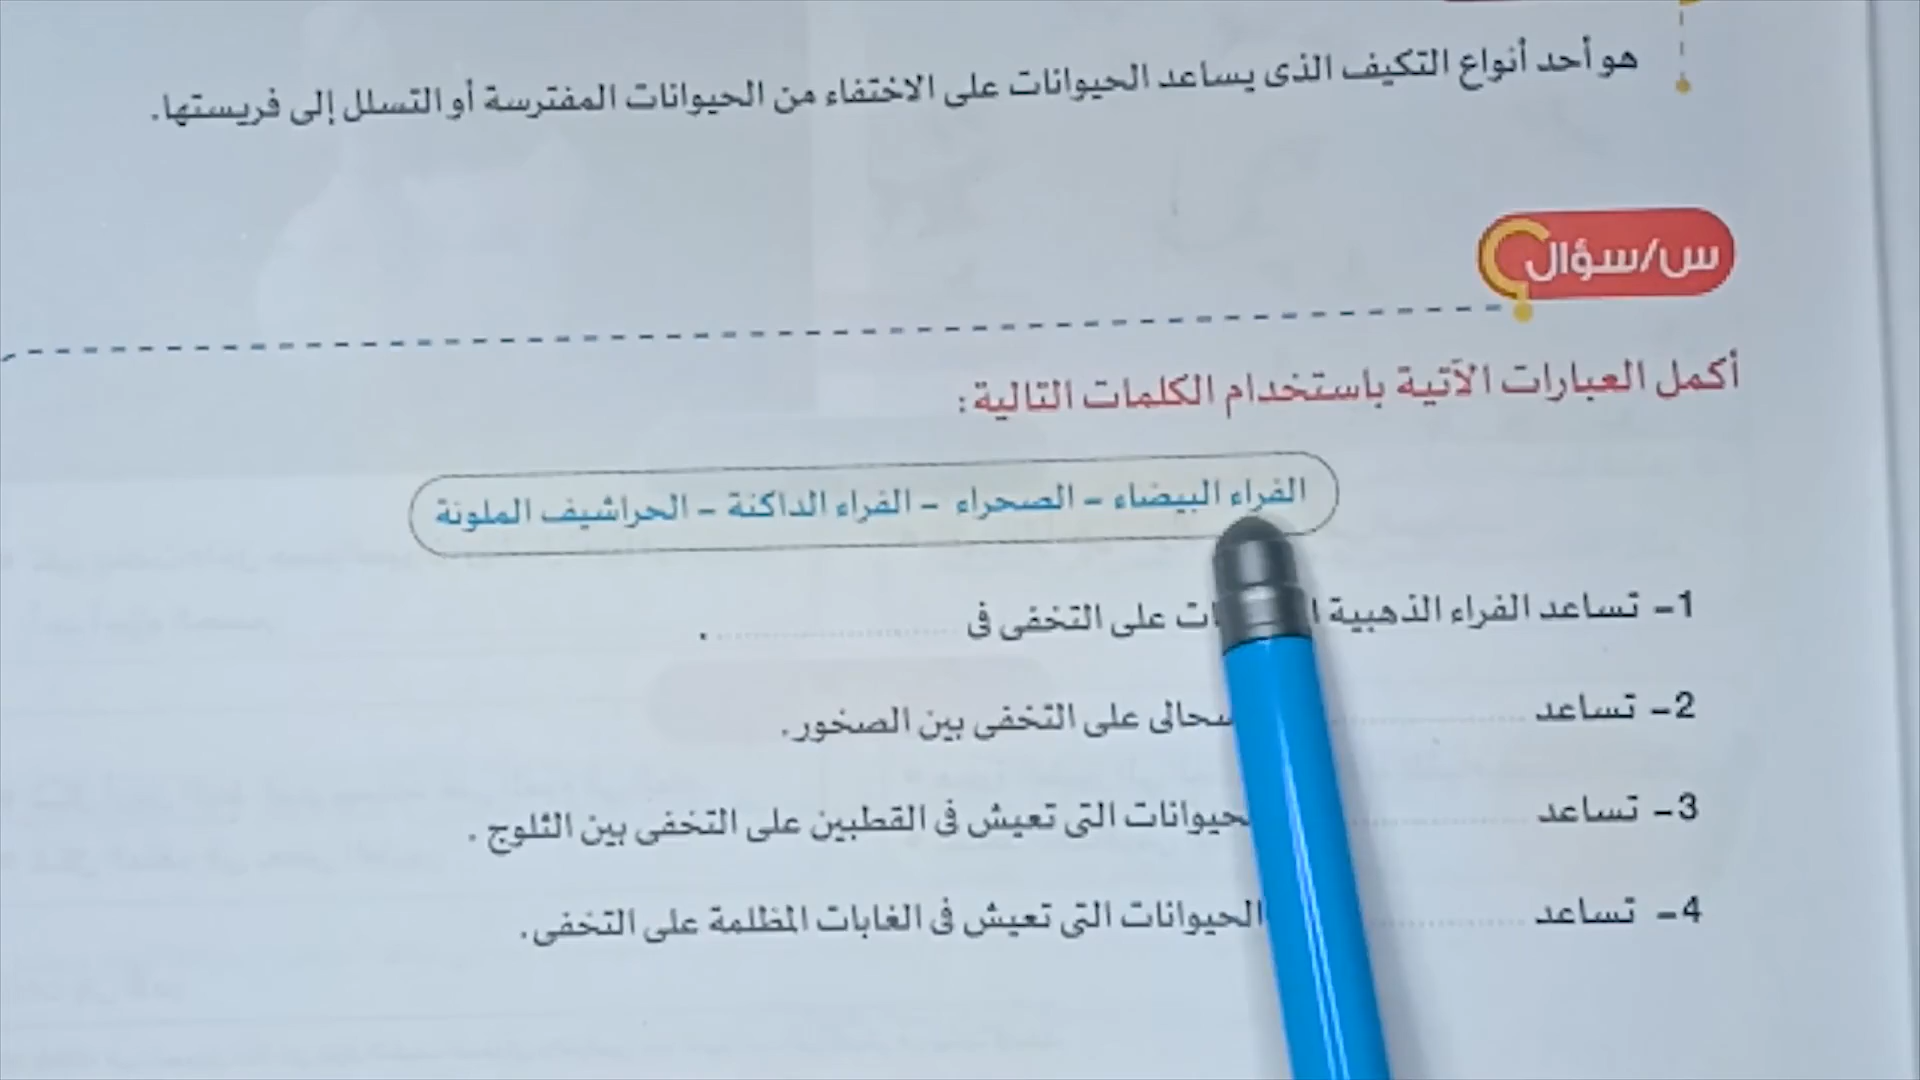 هو أحد أنواع التكيف الذى يساعد الحيوانات على الاختفاء من الحيوانات المفترسة أو التسلل إلى فريستها.
س/سؤال
أكمل العبارات الآتية باستخدام الكلمات التالية:
الفراء البيضاء - الصحراء - الفراء الداكنة - الحراشيف الملونة
1- تساعد الفراء الذهبية على التخفى فى .................... .
2- تساعد .................... على التخفى بين الصخور.
3- تساعد .................... التى تعيش فى القطبين على التخفى بين الثلوج .
4- تساعد .................... الحيوانات التى تعيش فى الغابات المظلمة على التخفى.